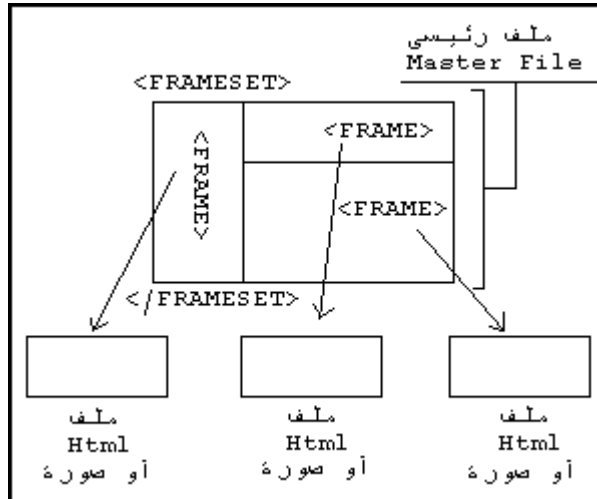 ملف رئيسي
Master File
<FRAMESET>
<FRAME>
<FRAME>
<FRAME>
</FRAMESET>
ملف
Html
أو صورة
ملف
Html
أو صورة
ملف
Html
أو صورة